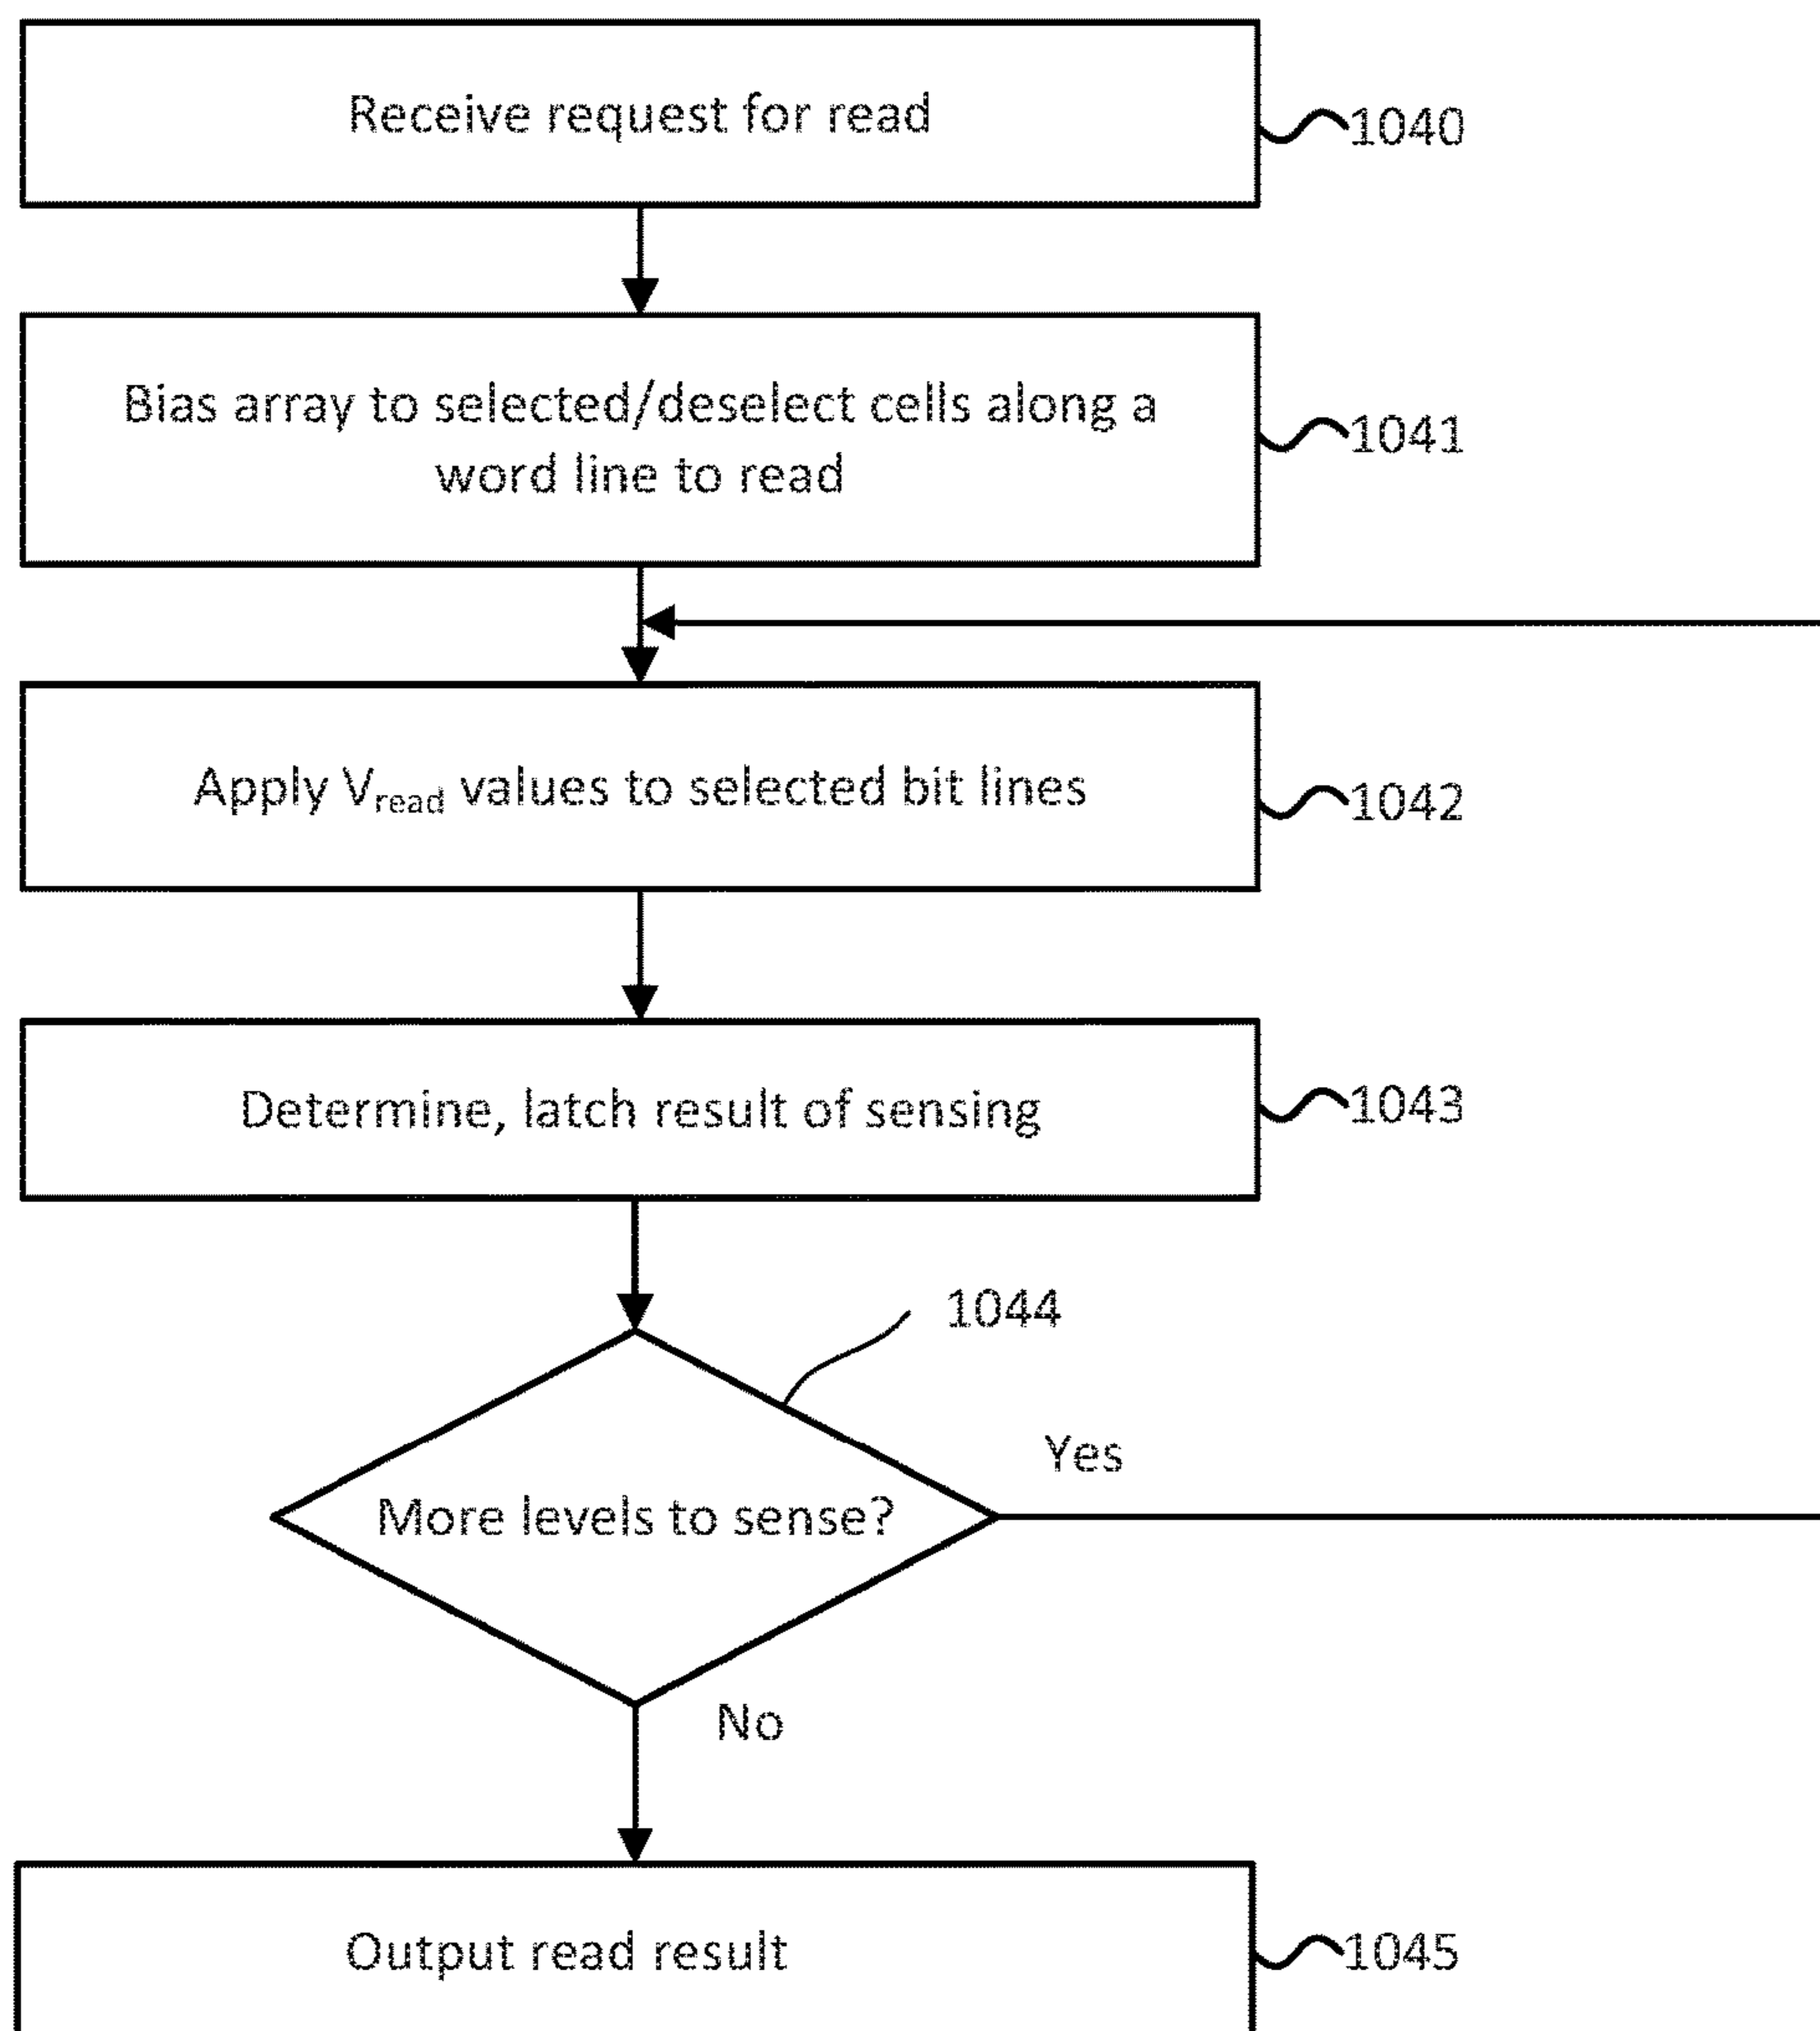 Receive request for read
1040
Bias array to selected/deselect cells along a
word line to read
1041
Apply Vread values to selected bit lines
1042
Determine, latch result of sensing
1043
1044
More levels to sense?
Yes
No
Output read result
1045